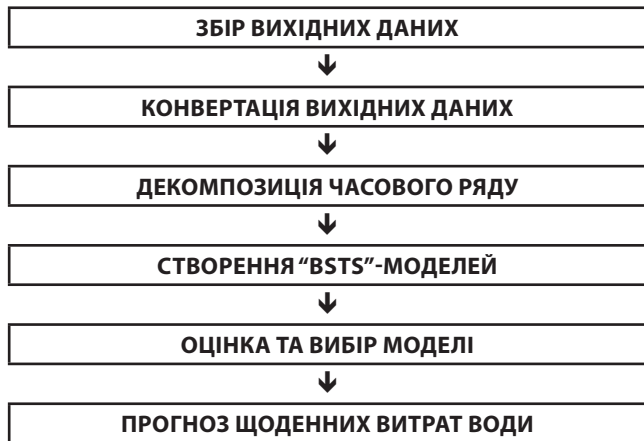 ЗБІР ВИХІДНИХ ДАНИХ
КОНВЕРТАЦІЯ ВИХІДНИХ ДАНИХ
ДЕКОМПОЗИЦІЯ ЧАСОВОГО РЯДУ
СТВОРЕННЯ “BSTS”-МОДЕЛЕЙ
ОЦІНКА ТА ВИБІР МОДЕЛІ
ПРОГНОЗ ЩОДЕННИХ ВИТРАТ ВОДИ